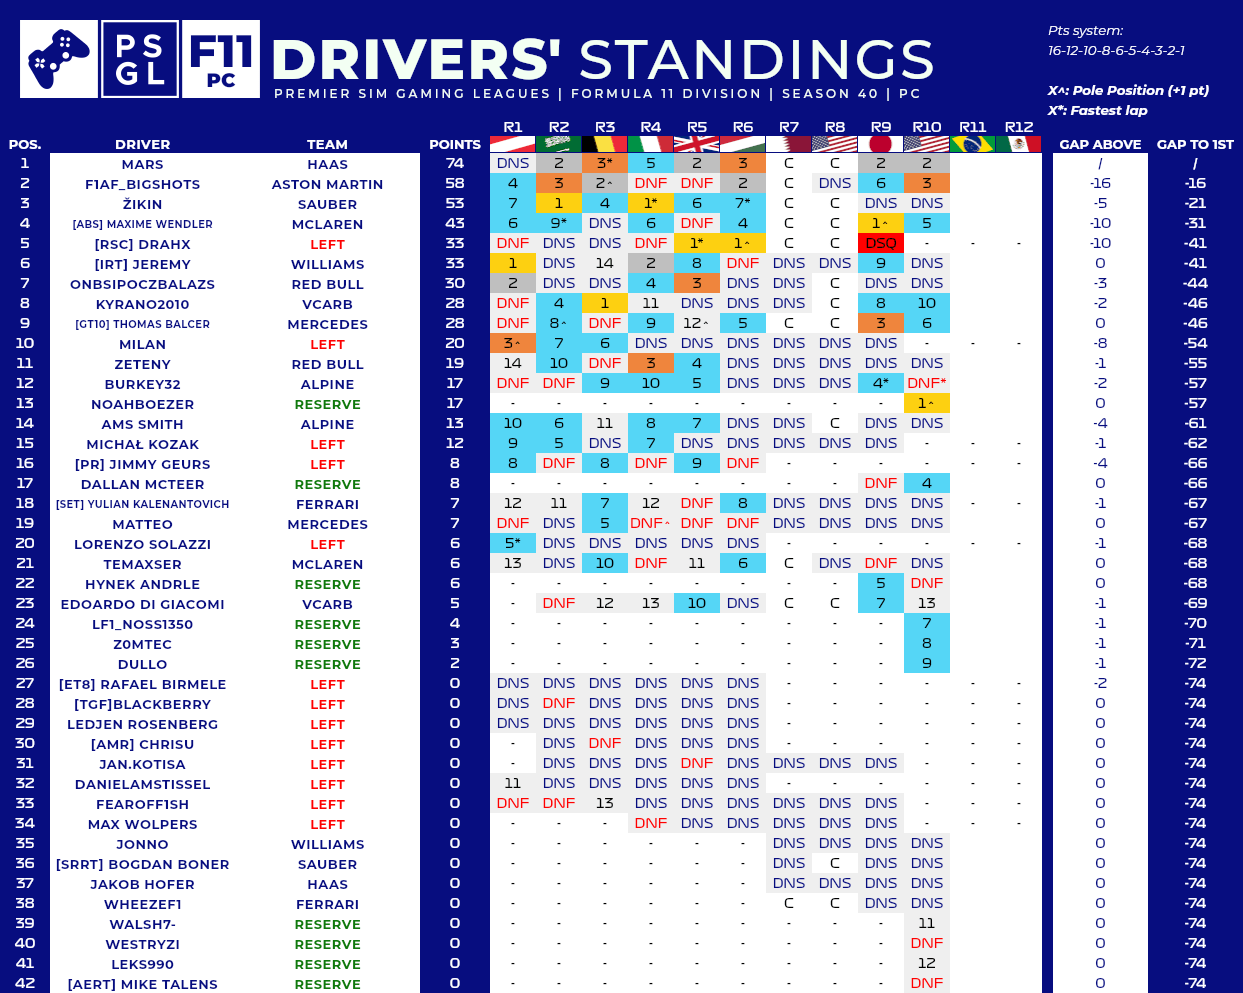 PS
GL
F11
PC
DRIVERS' STANDINGS
PREMIER SIM GAMING LEAGUES | FORMULA 11 DIVISION | SEASON 40 | PC
Pts system:
16-12-10-8-6-5-4-3-2-1
X^: Pole Position (+1 pt)
X*: Fastest lap
R1 R2 R3 R4 R5 R6 R7 R8 R9 R10 R11 R12
POS. DRIVER TEAM POINTS GAP ABOVE GAP TO 1ST
1 MARS HAAS 74 DNS 2 3* 5 2 3 C C 2 2 / /
2 F1AF_BIGSHOTS ASTON MARTIN 58 4 3 2^ DNF DNF 2 C DNS 6 3 -16 -16
3 ŽIKIN SAUBER 53 7 1 4 1* 6 7* C C DNS DNS -5 -21
4 [ABS] MAXIME WENDLER MCLAREN 43 6 9* DNS 6 DNF 4 C C 1^ 5 -10 -31
5 [RSC] DRAHX LEFT 33 DNF DNS DNS DNF 1* 1^ C C DSQ - - - -10 -41
6 [IRT] JEREMY WILLIAMS 33 1 DNS 14 2 8 DNF DNS DNS 9 DNS 0 -41
7 ONBSIPOCZBALAZS RED BULL 30 2 DNS DNS 4 3 DNS DNS C DNS DNS -3 -44
8 KYRANO2010 VCARB 28 DNF 4 1 11 DNS DNS DNS C 8 10 -2 -46
9 [GT10] THOMAS BALCER MERCEDES 28 DNF 8^ DNF 9 12^ 5 C C 3 6 0 -46
10 MILAN LEFT 20 3^ 7 6 DNS DNS DNS DNS DNS DNS - - - -8 -54
11 ZETENY RED BULL 19 14 10 DNF 3 4 DNS DNS DNS DNS DNS -1 -55
12 BURKEY32 ALPINE 17 DNF DNF 9 10 5 DNS DNS DNS 4* DNF* -2 -57
13 NOAHBOEZER RESERVE 17 - - - - - - - - - 1^ 0 -57
14 AMS SMITH ALPINE 13 10 6 11 8 7 DNS DNS C DNS DNS -4 -61
15 MICHAŁ KOZAK LEFT 12 9 5 DNS 7 DNS DNS DNS DNS DNS - - - -1 -62
16 [PR] JIMMY GEURS LEFT 8 8 DNF 8 DNF 9 DNF - - - - - - -4 -66
17 DALLAN MCTEER RESERVE 8 - - - - - - - - DNF 4 0 -66
18 [SET] YULIAN KALENANTOVICH FERRARI 7 12 11 7 12 DNF 8 DNS DNS DNS DNS - - -1 -67
19 MATTEO MERCEDES 7 DNF DNS 5 DNF^ DNF DNF DNS DNS DNS DNS 0 -67
20 LORENZO SOLAZZI LEFT 6 5* DNS DNS DNS DNS DNS - - - - - - -1 -68
21 TEMAXSER MCLAREN 6 13 DNS 10 DNF 11 6 C DNS DNF DNS 0 -68
22 HYNEK ANDRLE RESERVE 6 - - - - - - - - 5 DNF 0 -68
23 EDOARDO DI GIACOMI VCARB 5 - DNF 12 13 10 DNS C C 7 13 -1 -69
24 LF1_NOSS1350 RESERVE 4 - - - - - - - - - 7 -1 -70
25 Z0MTEC RESERVE 3 - - - - - - - - - 8 -1 -71
26 DULLO RESERVE 2 - - - - - - - - - 9 -1 -72
27 [ET8] RAFAEL BIRMELE LEFT 0 DNS DNS DNS DNS DNS DNS - - - - - - -2 -74
28 [TGF]BLACKBERRY LEFT 0 DNS DNF DNS DNS DNS DNS - - - - - - 0 -74
29 LEDJEN ROSENBERG LEFT 0 DNS DNS DNS DNS DNS DNS - - - - - - 0 -74
30 [AMR] CHRISU LEFT 0 - DNS DNF DNS DNS DNS - - - - - - 0 -74
31 JAN.KOTISA LEFT 0 - DNS DNS DNS DNF DNS DNS DNS DNS - - - 0 -74
32 DANIELAMSTISSEL LEFT 0 11 DNS DNS DNS DNS DNS - - - - - - 0 -74
33 FEAROFF1SH LEFT 0 DNF DNF 13 DNS DNS DNS DNS DNS DNS - - - 0 -74
34 MAX WOLPERS LEFT 0 - - - DNF DNS DNS DNS DNS DNS - - - 0 -74
35 JONNO WILLIAMS 0 - - - - - - DNS DNS DNS DNS 0 -74
36 [SRRT] BOGDAN BONER SAUBER 0 - - - - - - DNS C DNS DNS 0 -74
37 JAKOB HOFER HAAS 0 - - - - - - DNS DNS DNS DNS 0 -74
38 WHEEZEF1 FERRARI 0 - - - - - - C C DNS DNS 0 -74
39 WALSH7- RESERVE 0 - - - - - - - - - 11 0 -74
40 WESTRYZI RESERVE 0 - - - - - - - - - DNF 0 -74
41 LEKS990 RESERVE 0 - - - - - - - - - 12 0 -74
42 [AERT] MIKE TALENS RESERVE 0 - - - - - - - - - DNF 0 -74